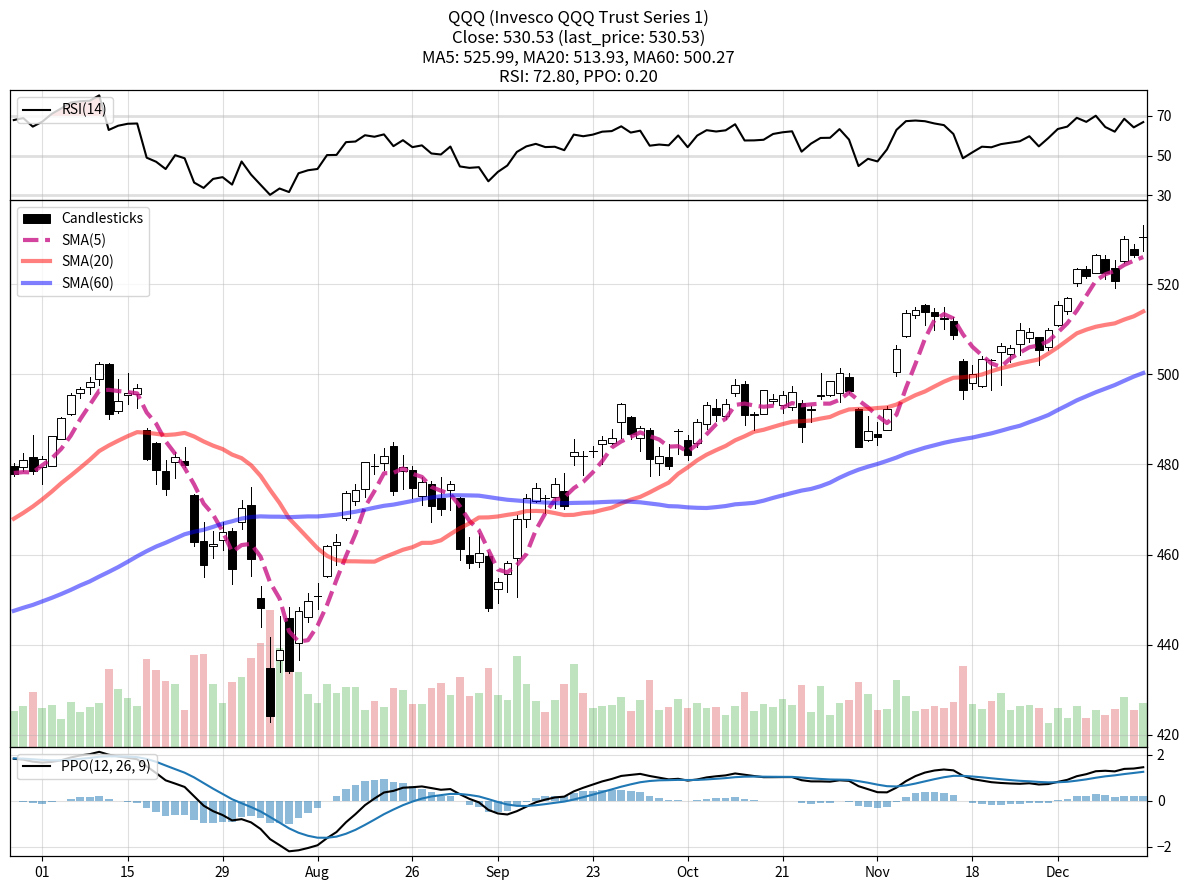 QQQ (Invesco QQQ Trust Series 1)
Close: 530.53 (last_price: 530.53)
MA5: 525.99, MA20: 513.93, MA60: 500.27
RSI: 72.80, PPO: 0.20
RSI(14)
70
50
30
Candlesticks
SMA(5)
SMA(20)
SMA(60)
520
500
480
460
440
420
PPO(12, 26, 9)
2
0
−2
01 15 29 Aug 26 Sep 23 Oct 21 Nov 18 Dec